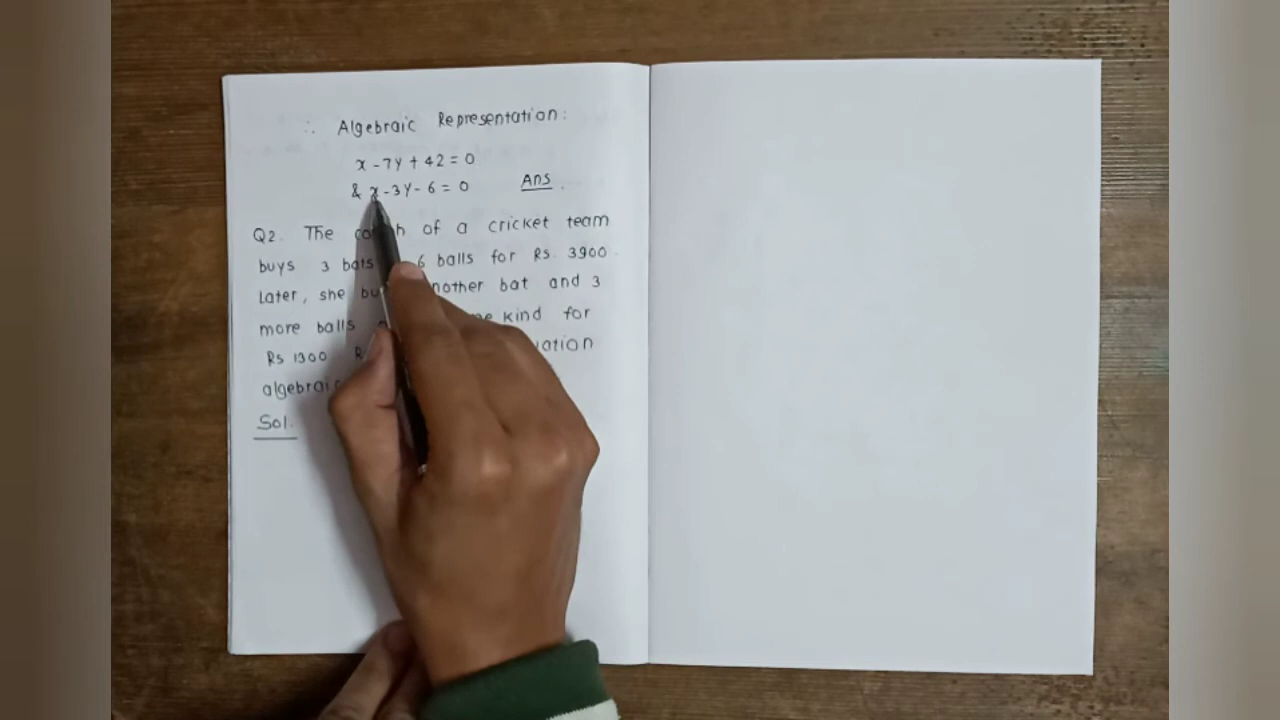 ∴ Algebraic Representation:
x - 7y + 42 = 0
& x - 3y - 6 = 0 Ans.
Q2. The of a cricket team
buys 3 bats 6 balls for Rs. 3900.
Later, she bat and 3
more balls kind for
Rs 1300
Sol.